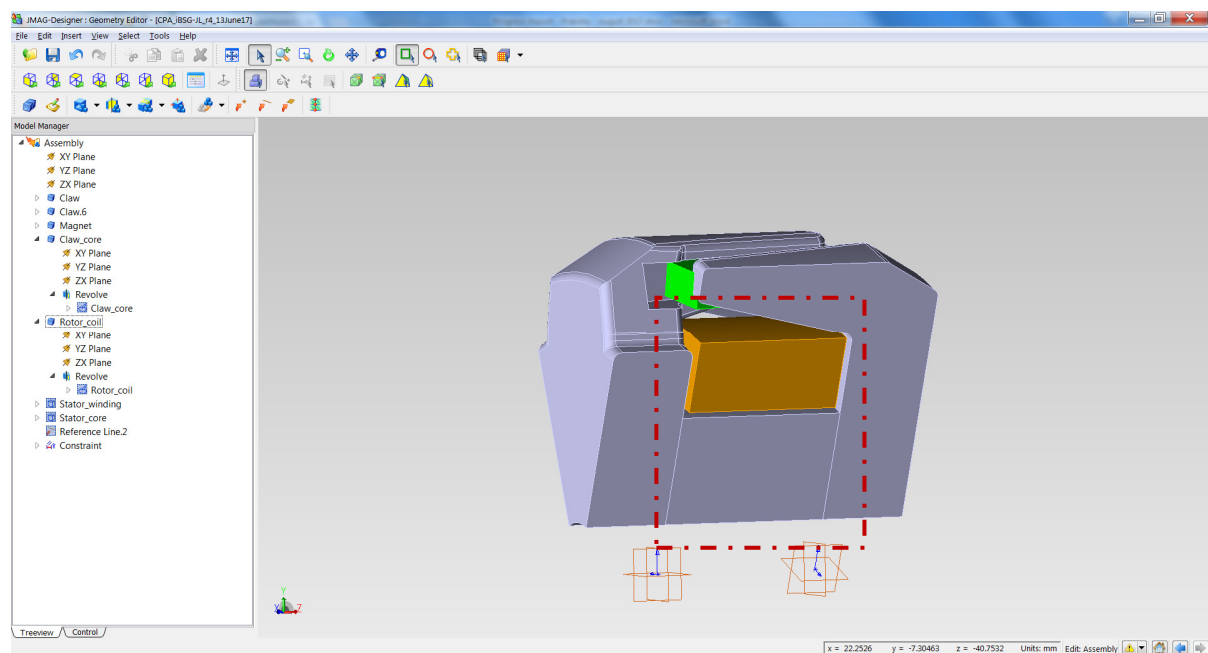 JMAG-Designer : Geometry Editor - [CPA_iBSG-JL_r4_13June17]
File Edit Insert View Select Tools Help
Model Manager
Assembly
XY Plane
YZ Plane
ZX Plane
Claw
Claw.6
Magnet
Claw_core
XY Plane
YZ Plane
ZX Plane
Revolve
Claw_core
Rotor_coil
XY Plane
YZ Plane
ZX Plane
Revolve
Rotor_coil
Stator_winding
Stator_core
Reference Line.2
Constraint
Y
X Z
Treeview Control
x = 22.2526 y = -7.30463 z = -40.7532 Units: mm Edit: Assembly